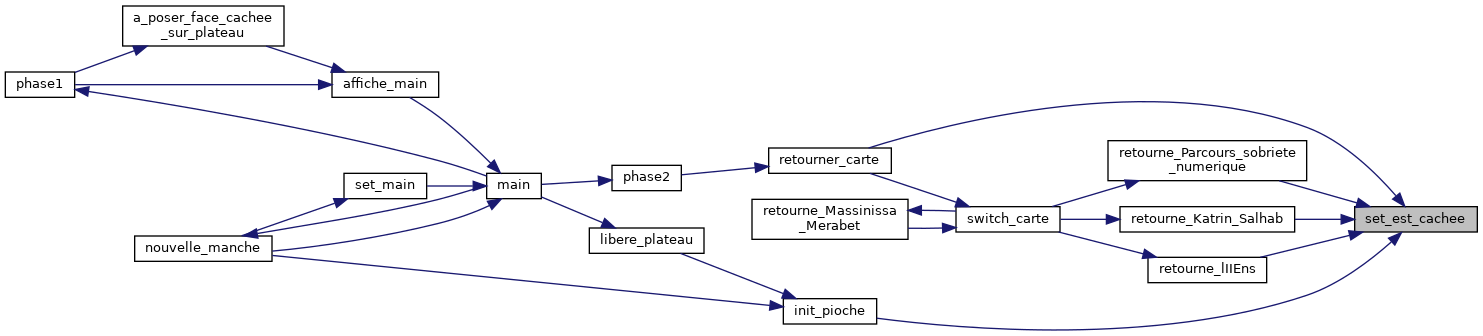 a_poser_face_cachee
_sur_plateau
phase1
affiche_main
set_main
main
nouvelle_manche
phase2
libere_plateau
retourner_carte
retourne_Massinissa
_Merabet
init_pioche
switch_carte
retourne_Parcours_sobriete
_numerique
retourne_Katrin_Salhab
retourne_lIIEns
set_est_cachee